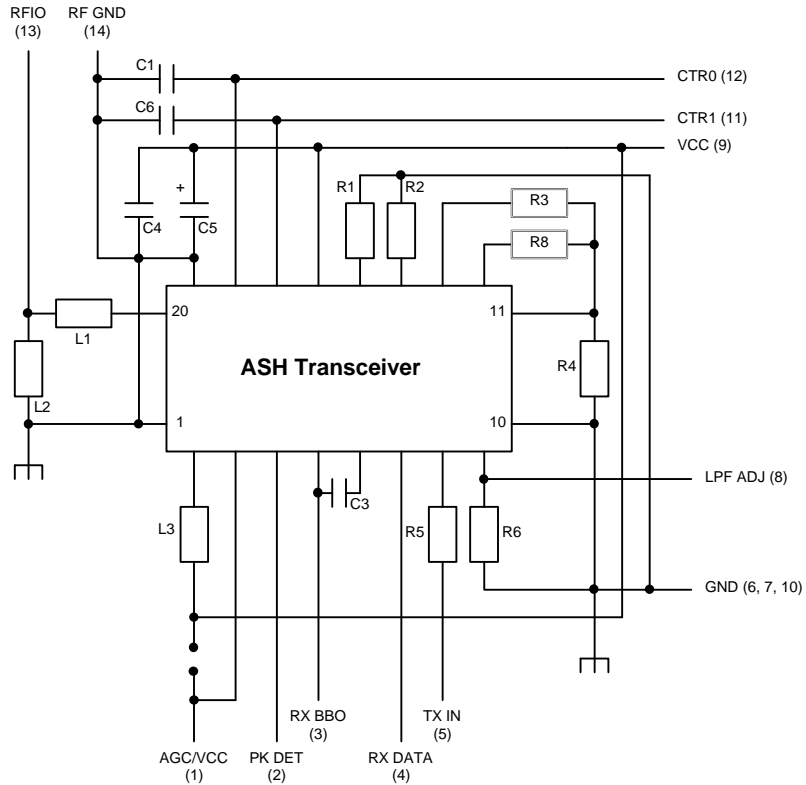 RFIO
(13)
RF GND
(14)
C1
CTR0 (12)
C6
CTR1 (11)
VCC (9)
+
R1
R2
R3
C4
C5
R8
20
11
L1
ASH Transceiver
R4
L2
1
10
LPF ADJ (8)
C3
L3
R5
R6
GND (6, 7, 10)
RX BBO
(3)
TX IN
(5)
AGC/VCC
(1)
PK DET
(2)
RX DATA
(4)